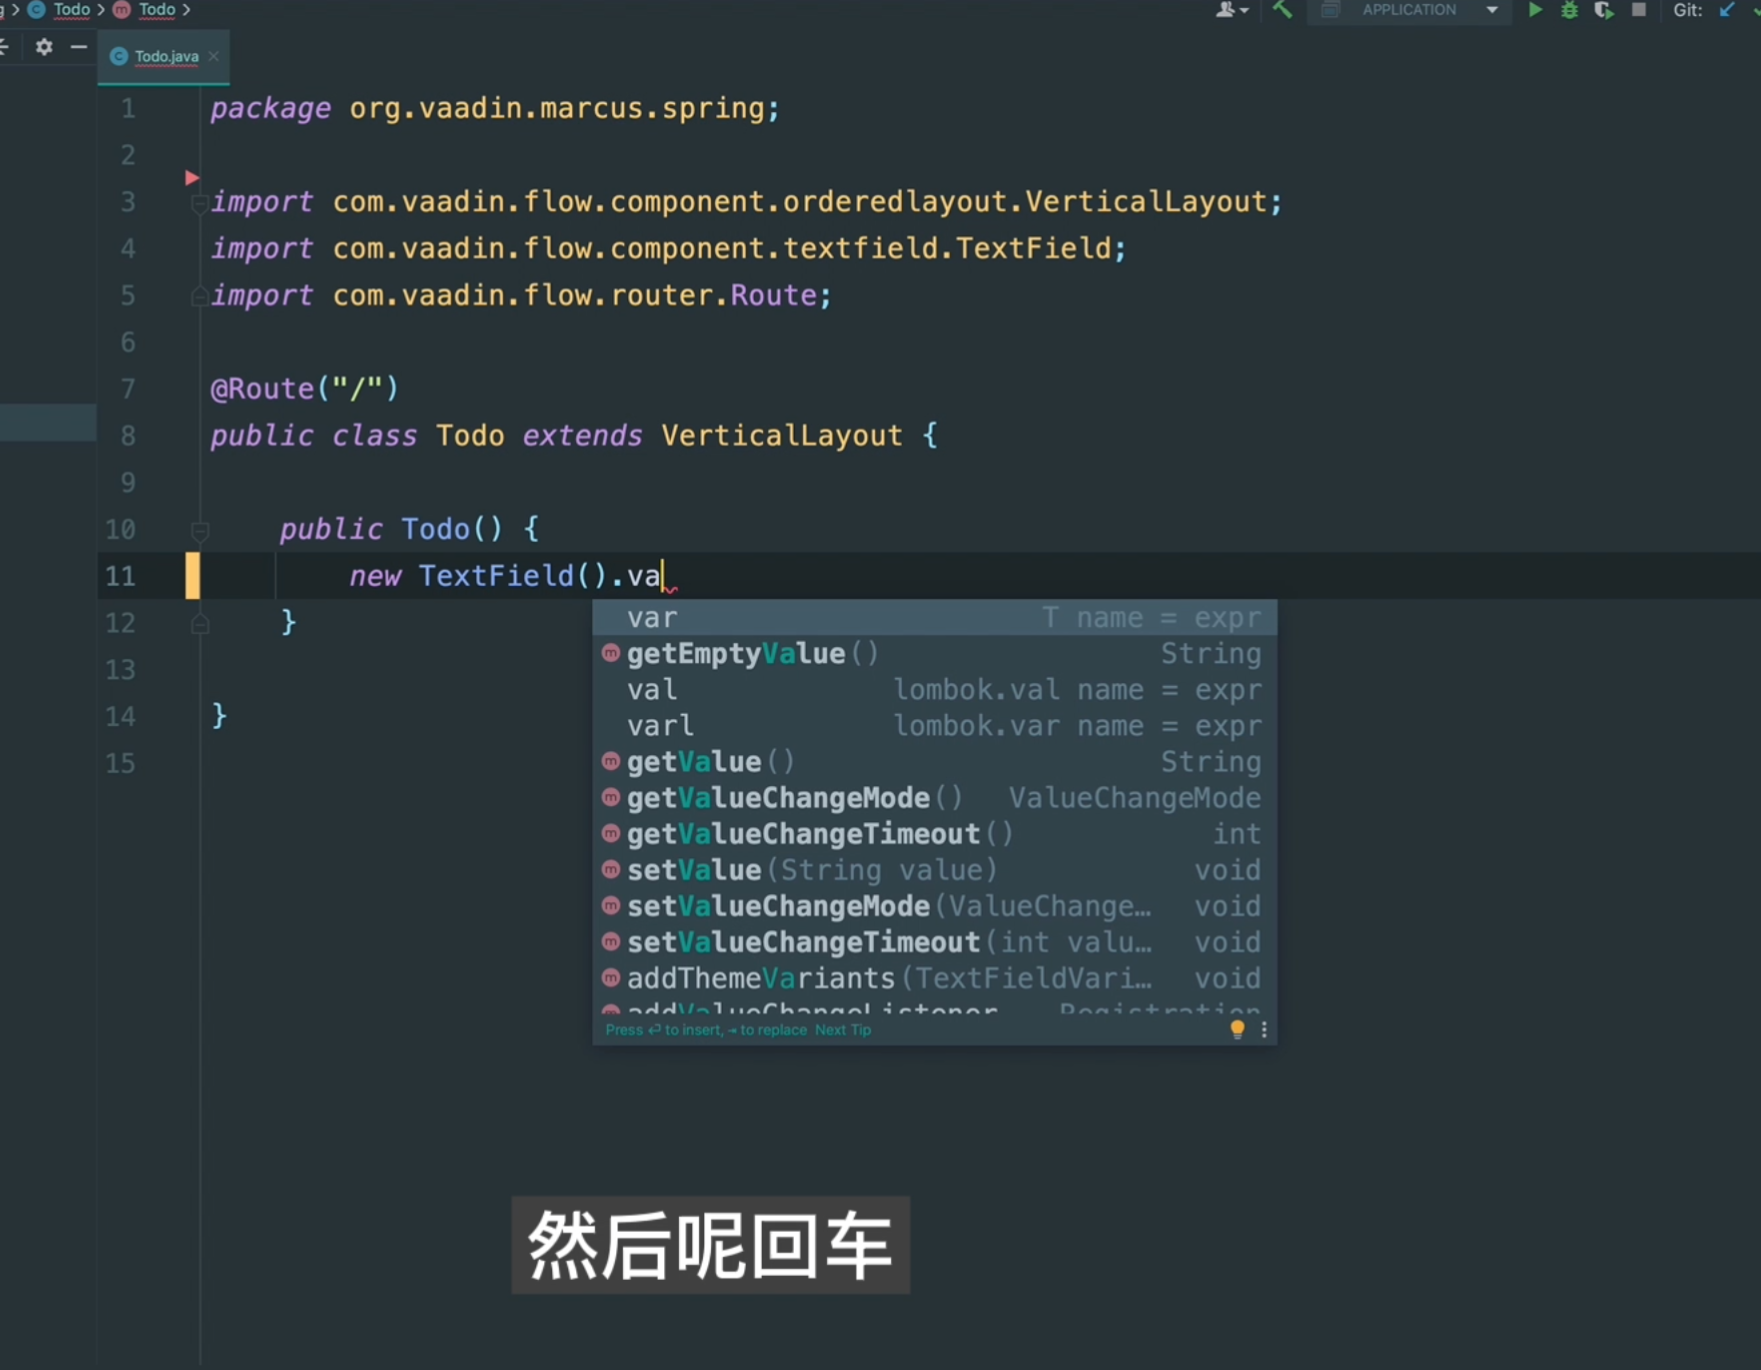 Todo Todo
APPLICATION Git:
Todo.java
1 package org.vaadin.marcus.spring;
2
3 import com.vaadin.flow.component.orderedlayout.VerticalLayout;
4 import com.vaadin.flow.component.textfield.TextField;
5 import com.vaadin.flow.router.Route;
6
7 @Route("/")
8 public class Todo extends VerticalLayout {
9
10 public Todo() {
11 new TextField().va
12 }
13
14 }
15
var T name = expr
getEmptyValue() String
val lombok.val name = expr
varl lombok.var name = expr
getValue() String
getValueChangeMode() ValueChangeMode
getValueChangeTimeout() int
setValue(String value) void
setValueChangeMode(ValueChange… void
setValueChangeTimeout(int valu… void
addThemeVariants(TextFieldVari… void
addValueChangeListener Registration
Press ↵ to insert, ⇥ to replace Next Tip
然后呢回车